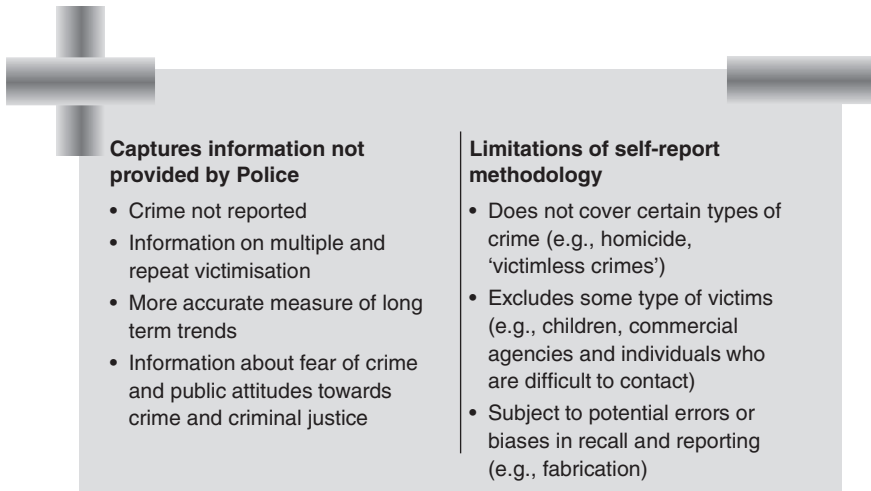 Captures information not
provided by Police
• Crime not reported
• Information on multiple and
repeat victimisation
• More accurate measure of long
term trends
• Information about fear of crime
and public attitudes towards
crime and criminal justice
Limitations of self-report
methodology
• Does not cover certain types of
crime (e.g., homicide,
‘victimless crimes’)
• Excludes some type of victims
(e.g., children, commercial
agencies and individuals who
are difficult to contact)
• Subject to potential errors or
biases in recall and reporting
(e.g., fabrication)